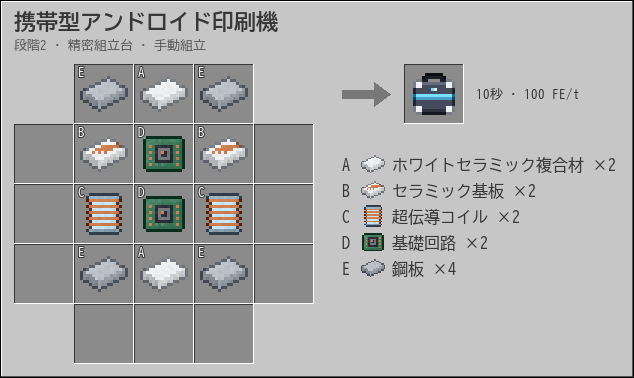 携帯型アンドロイド印刷機
段階2 · 精密組立台 · 手動組立
E A E
B D B
C D C
E A E
10秒 · 100 FE/t
A ホワイトセラミック複合材 ×2
B セラミック基板 ×2
C 超伝導コイル ×2
D 基礎回路 ×2
E 鋼板 ×4